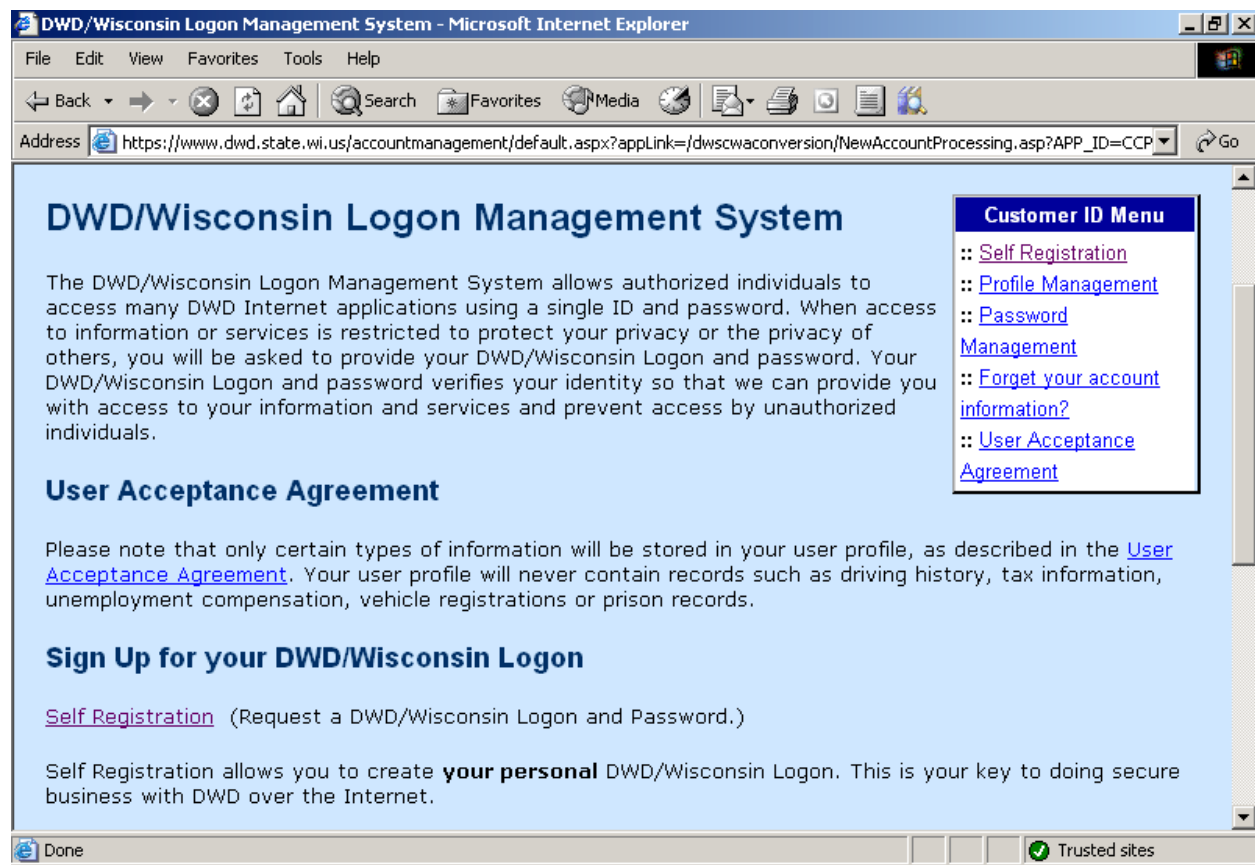 DWD/Wisconsin Logon Management System - Microsoft Internet Explorer
File Edit View Favorites Tools Help
Back Search Favorites Media
Address https://www.dwd.state.wi.us/accountmanagement/default.aspx?appLink=/dwscwaconversion/NewAccountProcessing.asp?APP_ID=CCP Go
DWD/Wisconsin Logon Management System
The DWD/Wisconsin Logon Management System allows authorized individuals to
access many DWD Internet applications using a single ID and password. When access
to information or services is restricted to protect your privacy or the privacy of
others, you will be asked to provide your DWD/Wisconsin Logon and password. Your
DWD/Wisconsin Logon and password verifies your identity so that we can provide you
with access to your information and services and prevent access by unauthorized
individuals.
Customer ID Menu
:: Self Registration
:: Profile Management
:: Password
Management
:: Forget your account
information?
:: User Acceptance
Agreement
User Acceptance Agreement
Please note that only certain types of information will be stored in your user profile, as described in the User
Acceptance Agreement. Your user profile will never contain records such as driving history, tax information,
unemployment compensation, vehicle registrations or prison records.
Sign Up for your DWD/Wisconsin Logon
Self Registration (Request a DWD/Wisconsin Logon and Password.)
Self Registration allows you to create your personal DWD/Wisconsin Logon. This is your key to doing secure
business with DWD over the Internet.
Done Trusted sites